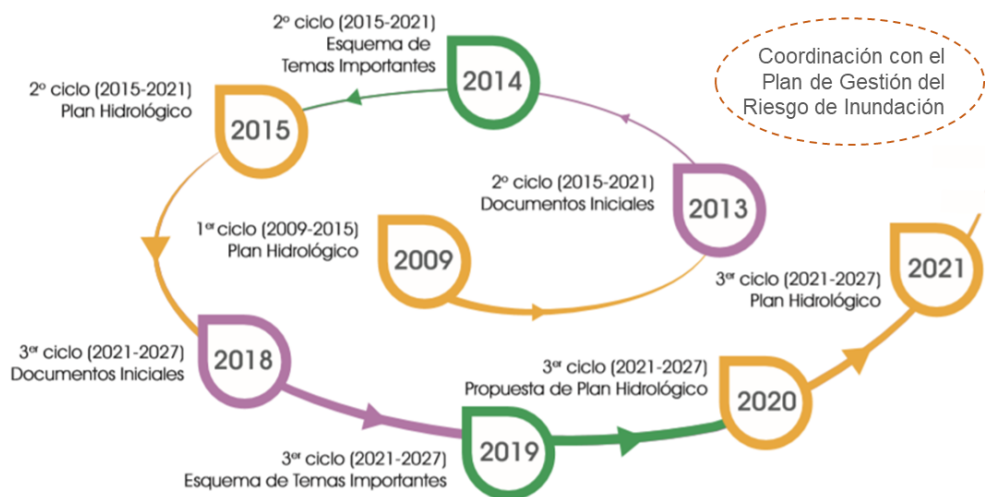 2º ciclo (2015-2021)
Esquema de
Temas Importantes
2014
Coordinación con el
Plan de Gestión del
Riesgo de Inundación
2º ciclo (2015-2021)
Plan Hidrológico
2015
2º ciclo (2015-2021)
Documentos Iniciales
2013
1er ciclo (2009-2015)
Plan Hidrológico
2009
3er ciclo (2021-2027)
Plan Hidrológico
2021
3er ciclo (2021-2027)
Documentos Iniciales
2018
3er ciclo (2021-2027)
Propuesta de Plan Hidrológico
2020
3er ciclo (2021-2027)
Esquema de Temas Importantes
2019